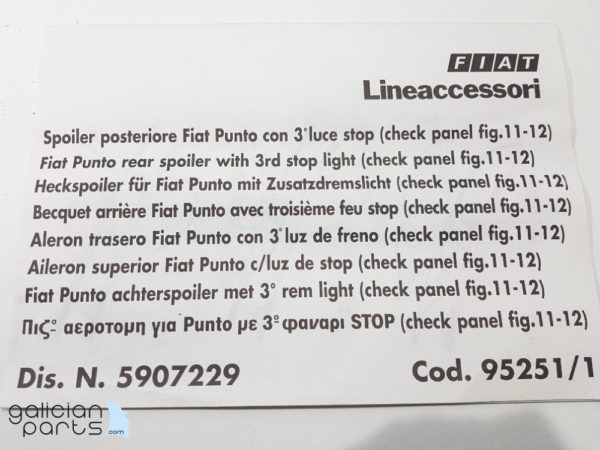 FIAT
Lineaccessori
Spoiler posteriore Fiat Punto con 3°luce stop (check panel fig.11-12)
Fiat Punto rear spoiler with 3rd stop light (check panel fig.11-12)
Heckspoiler für Fiat Punto mit Zusatzdremslicht (check panel fig.11-12)
Becquet arrière Fiat Punto avec troisième feu stop (check panel fig.11-12)
Aleron trasero Fiat Punto con 3°luz de freno (check panel fig.11-12)
Aileron superior Fiat Punto c/luz de stop (check panel fig.11-12)
Fiat Punto achterspoiler met 3° rem light (check panel fig.11-12)
Πιζº αεροτομη για Punto με 3º φαναρι STOP (check panel fig.11-12)
Dis. N. 5907229 Cod. 95251/1
galician
parts.com